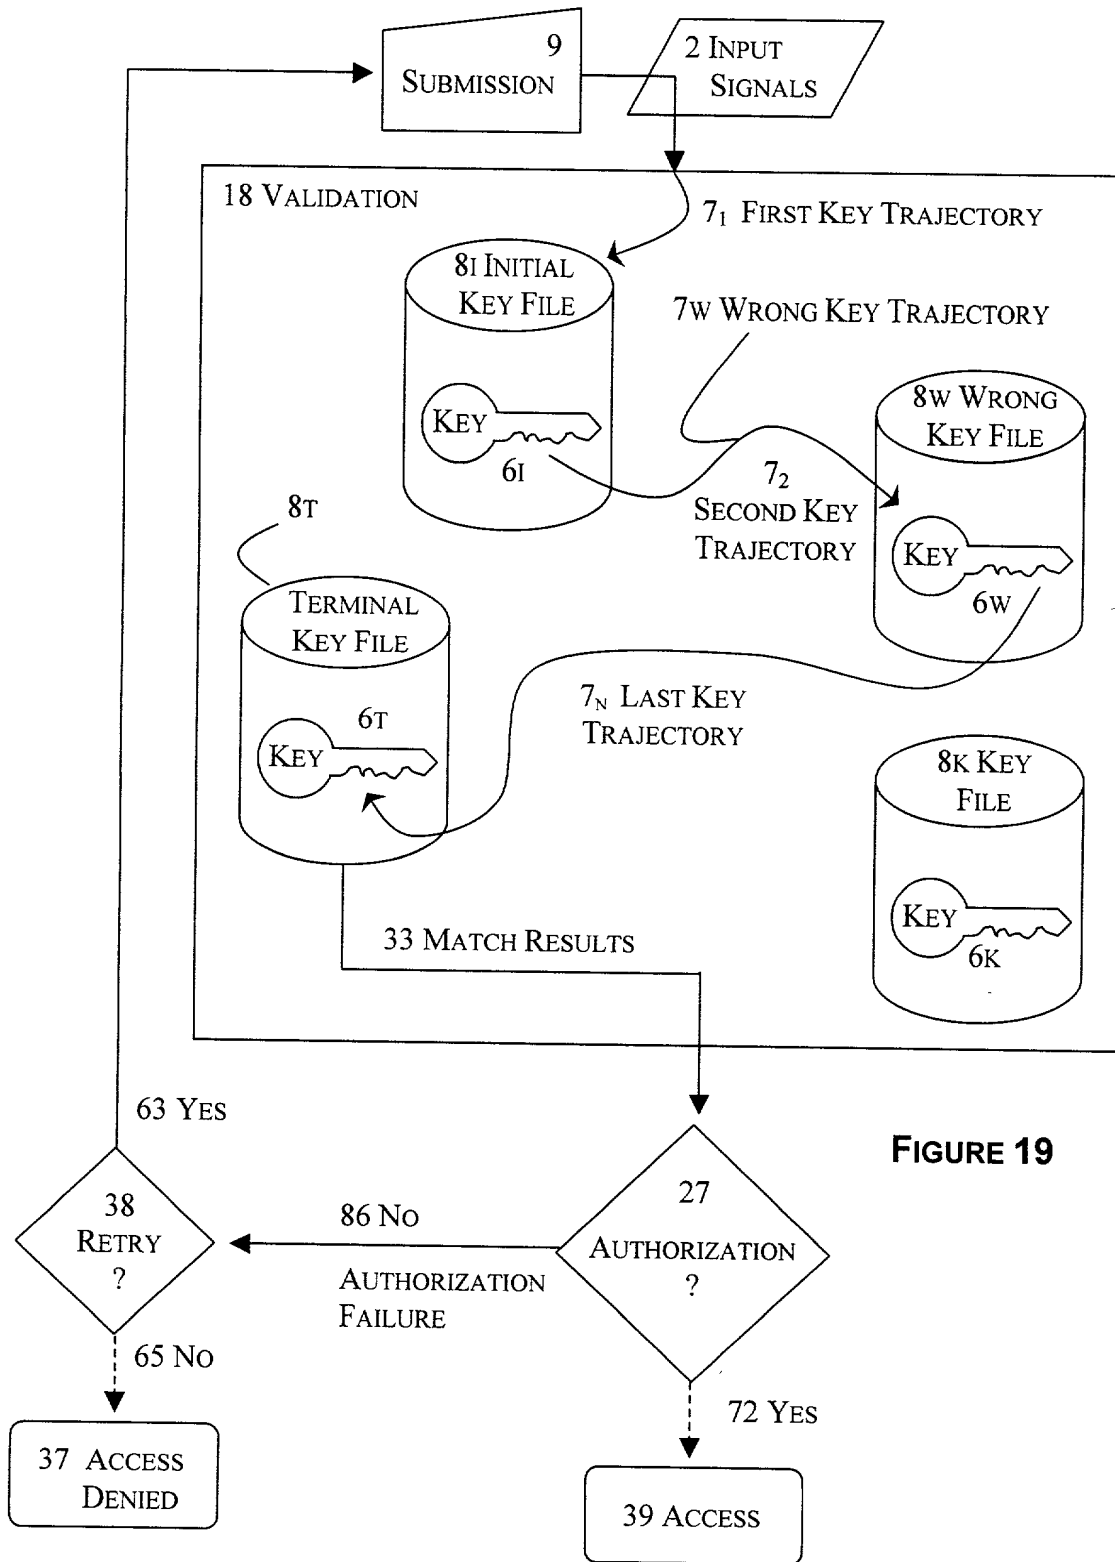 9
SUBMISSION
2 INPUT
SIGNALS
18 VALIDATION
7₁ FIRST KEY TRAJECTORY
8I INITIAL
KEY FILE
7W WRONG KEY TRAJECTORY
8W WRONG
KEY FILE
KEY
6I
7₂
SECOND KEY
TRAJECTORY
8T
KEY
6W
TERMINAL
KEY FILE
7N LAST KEY
TRAJECTORY
6T
KEY
8K KEY
FILE
KEY
6K
33 MATCH RESULTS
63 YES
FIGURE 19
38
RETRY
?
86 NO
AUTHORIZATION
FAILURE
27
AUTHORIZATION
?
65 NO
72 YES
37 ACCESS
DENIED
39 ACCESS